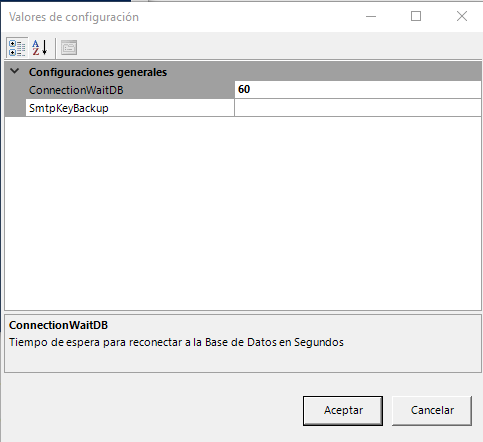 Valores de configuración
Configuraciones generales
ConnectionWaitDB 60
SmtpKeyBackup
ConnectionWaitDB
Tiempo de espera para reconectar a la Base de Datos en Segundos
Aceptar Cancelar